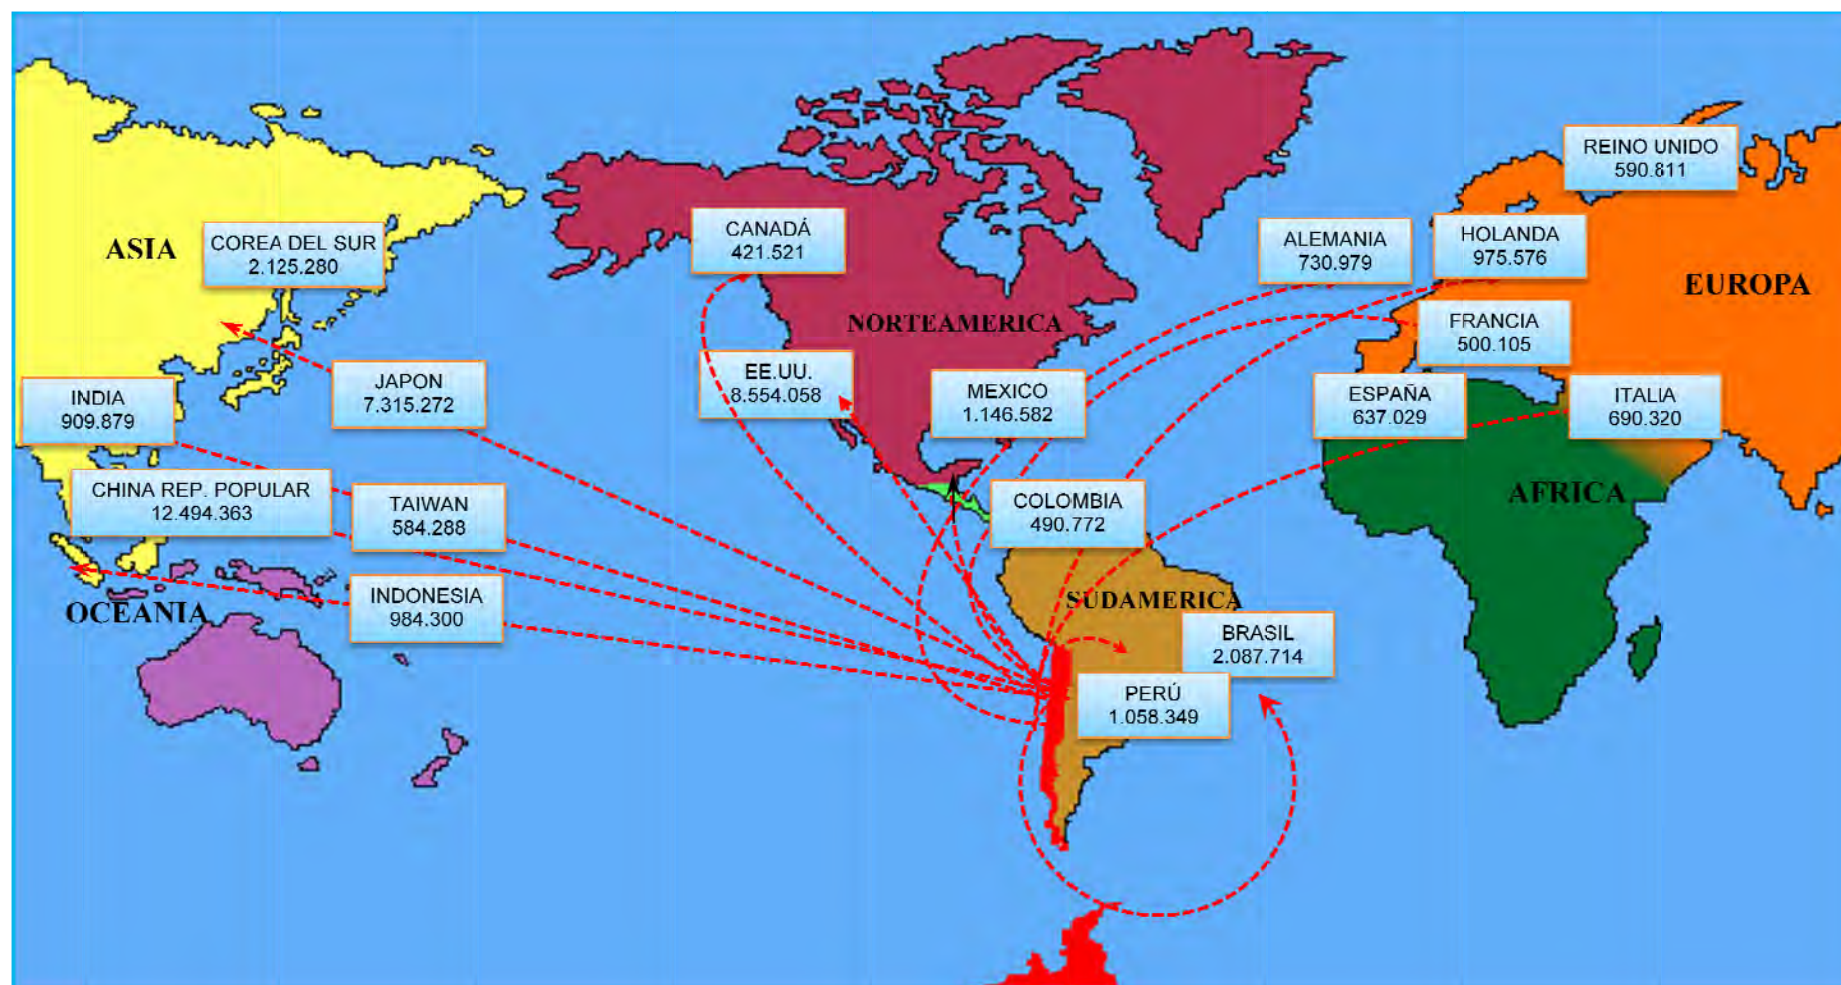 REINO UNIDO
590.811
COREA DEL SUR
2.125.280
CANADÁ
421.521
ALEMANIA
730.979
HOLANDA
975.576
ASIA
EUROPA
NORTEAMERICA
FRANCIA
500.105
JAPON
7.315.272
EE.UU.
8.554.058
MEXICO
1.146.582
INDIA
909.879
ESPAÑA
637.029
ITALIA
690.320
CHINA REP. POPULAR
12.494.363
TAIWAN
584.288
COLOMBIA
490.772
AFRICA
INDONESIA
984.300
OCEANIA
SUDAMERICA
BRASIL
2.087.714
PERÚ
1.058.349